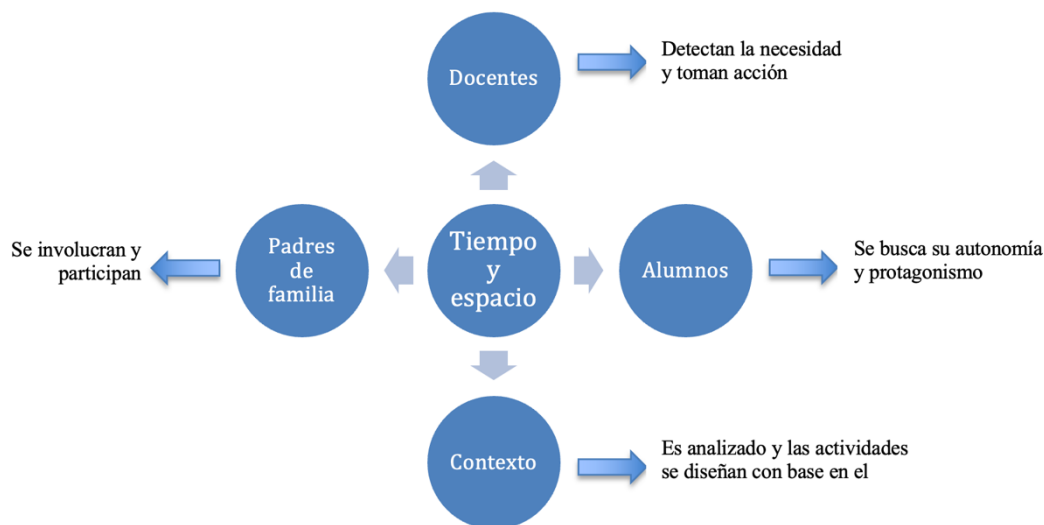 Docentes
Detectan la necesidad
y toman acción
Se involucran y
participan
Padres
de
familia
Tiempo
y
espacio
Alumnos
Se busca su autonomía
y protagonismo
Contexto
Es analizado y las actividades
se diseñan con base en el